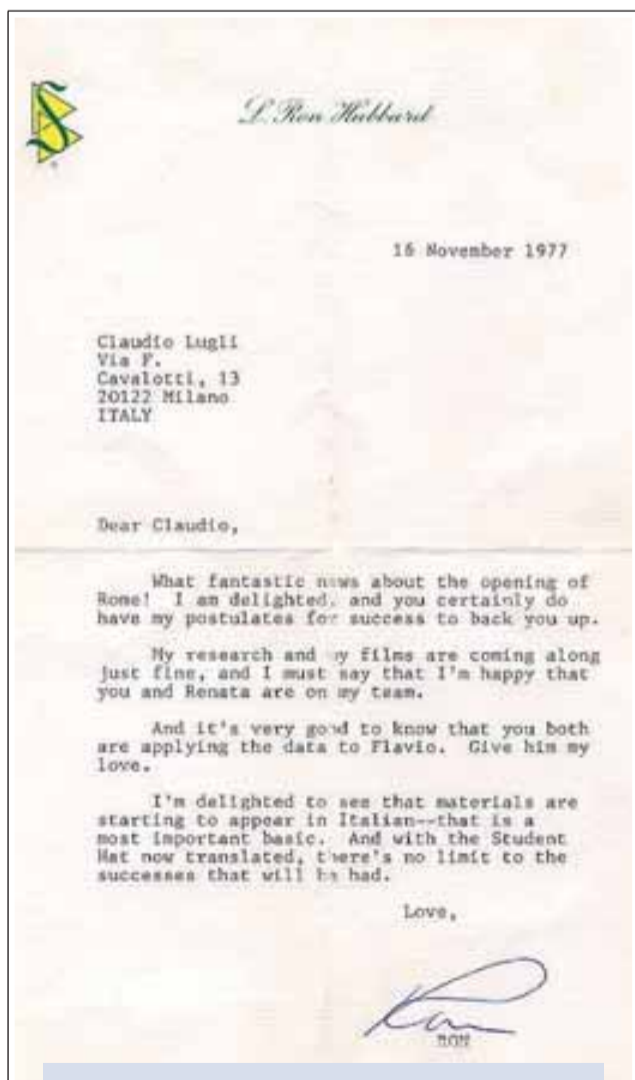 L. Ron Hubbard
16 November 1977
Claudio Lugli
Via F.
Cavalotti, 13
20122 Milano
ITALY
Dear Claudio,
What fantastic news about the opening of
Rome! I am delighted, and you certainly do
have my postulates for success to back you up.
My research and my films are coming along
just fine, and I must say that I'm happy that
you and Renata are on my team.
And it's very good to know that you both
are applying the data to Flavio. Give him my
love.
I'm delighted to see that materials are
starting to appear in Italian--that is a
most important basic. And with the Student
Hat now translated, there's no limit to the
successes that will be had.
Love,
Ron
RON